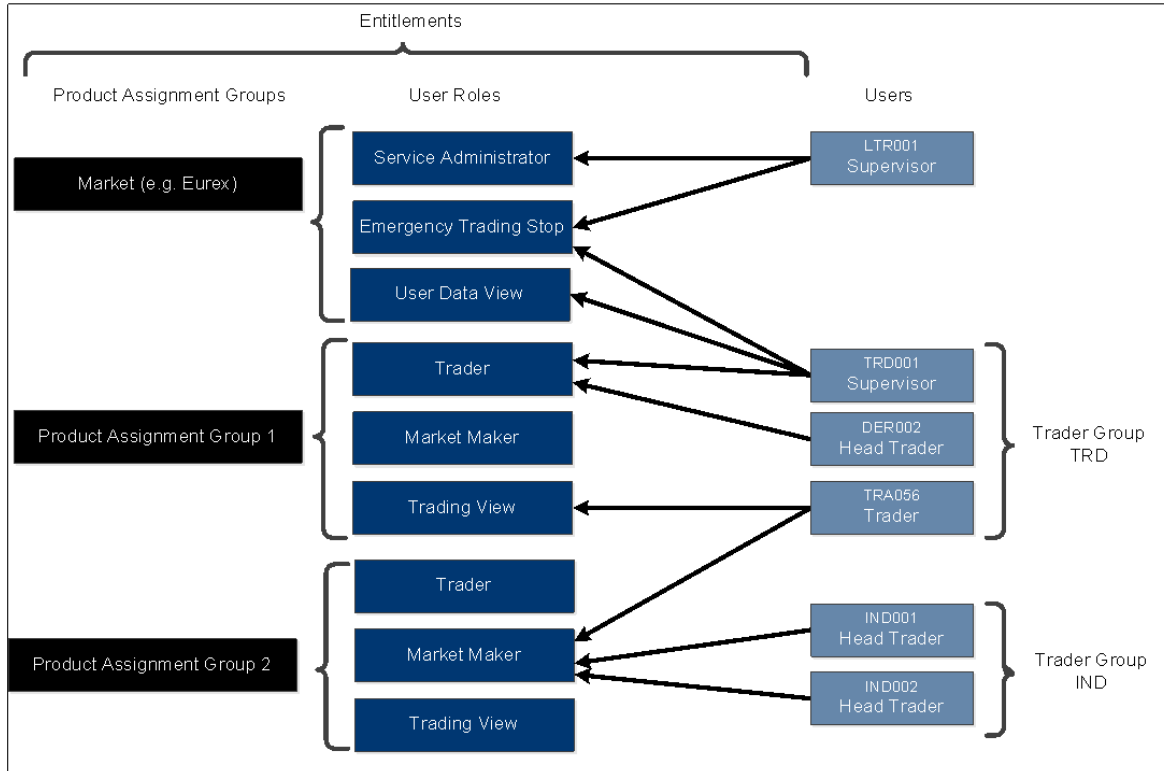 Entitlements
Product Assignment Groups
User Roles
Users
Market (e.g. Eurex)
Service Administrator
Emergency Trading Stop
User Data View
LTR001
Supervisor
Product Assignment Group 1
Trader
Market Maker
Trading View
TRD001
Supervisor
DER002
Head Trader
TRA056
Trader
Trader Group
TRD
Product Assignment Group 2
Trader
Market Maker
Trading View
IND001
Head Trader
IND002
Head Trader
Trader Group
IND